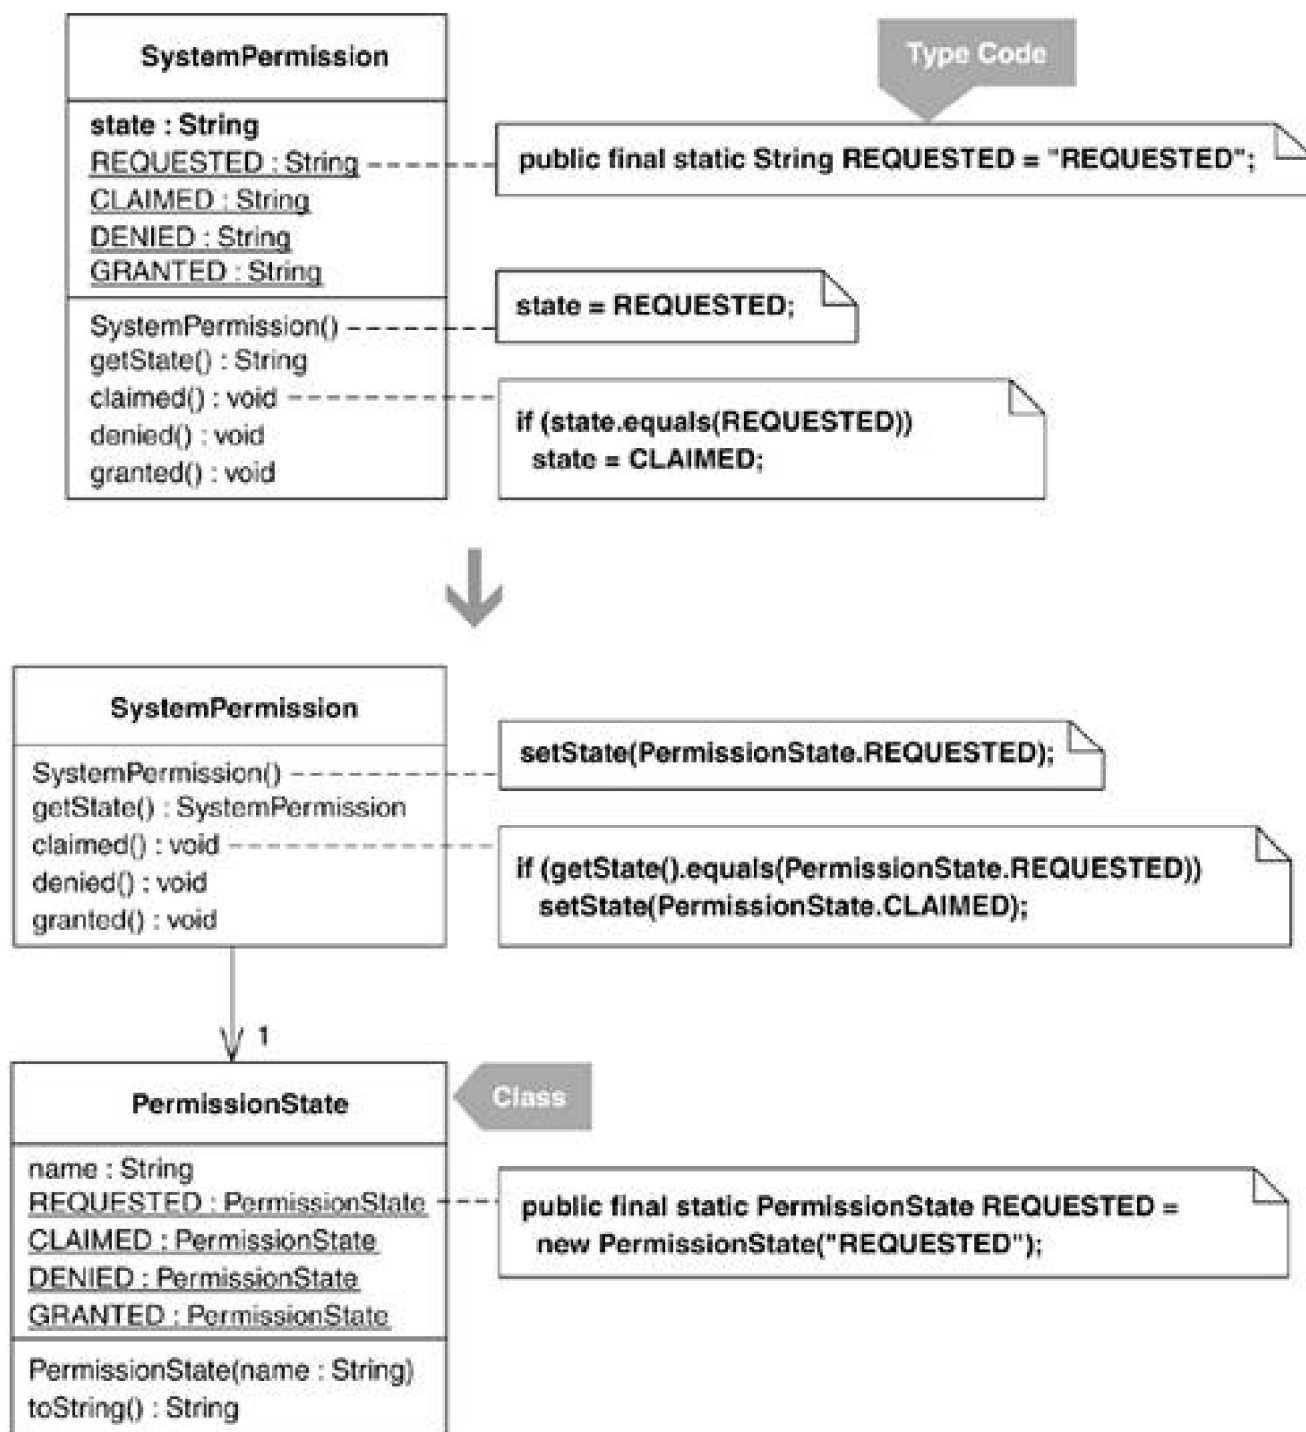 SystemPermission
Type Code
state : String
REQUESTED : String
CLAIMED : String
DENIED : String
GRANTED : String
public final static String REQUESTED = "REQUESTED";
SystemPermission()
getState() : String
claimed() : void
denied() : void
granted() : void
state = REQUESTED;
if (state.equals(REQUESTED))
state = CLAIMED;
SystemPermission
SystemPermission()
getState() : SystemPermission
claimed() : void
denied() : void
granted() : void
setState(PermissionState.REQUESTED);
if (getState().equals(PermissionState.REQUESTED))
setState(PermissionState.CLAIMED);
1
PermissionState
Class
name : String
REQUESTED : PermissionState
CLAIMED : PermissionState
DENIED : PermissionState
GRANTED : PermissionState
public final static PermissionState REQUESTED =
new PermissionState("REQUESTED");
PermissionState(name : String)
toString() : String